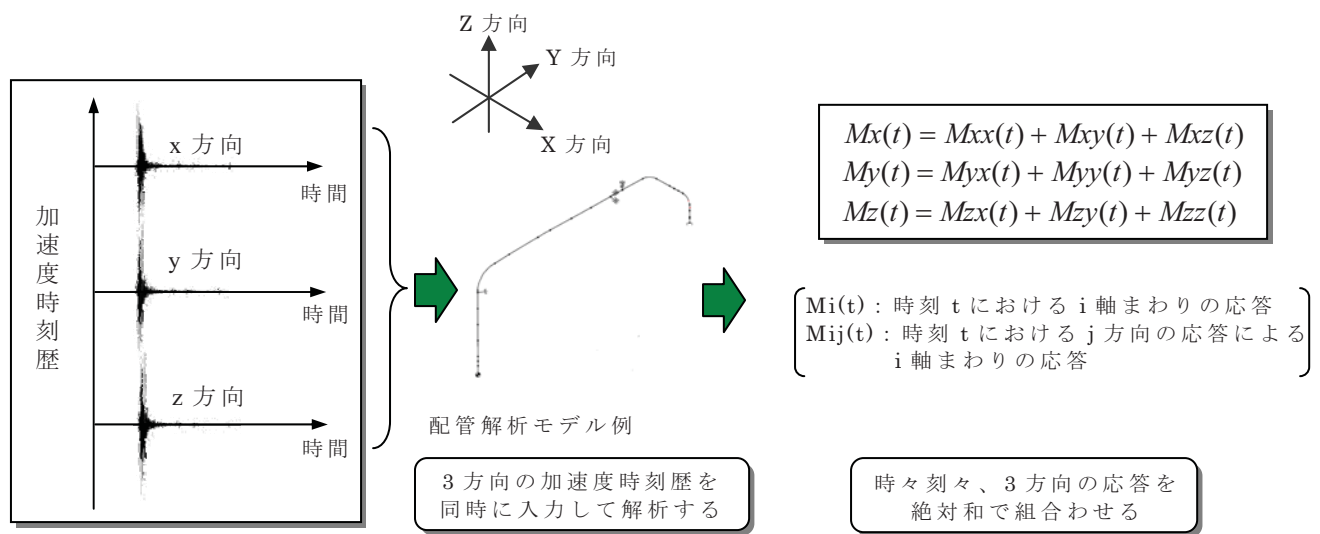 加速度時刻歴
x 方向
時間
y 方向
時間
z 方向
時間
Z 方向
Y 方向
X 方向
配管解析モデル例
3 方向の加速度時刻歴を
同時に入力して解析する
Mx(t) = Mxx(t) + Mxy(t) + Mxz(t)
My(t) = Myx(t) + Myy(t) + Myz(t)
Mz(t) = Mzx(t) + Mzy(t) + Mzz(t)
Mi(t) : 時刻 t における i 軸まわりの応答
Mij(t) : 時刻 t における j 方向の応答による
i 軸まわりの応答
時々刻々、3 方向の応答を
絶対和で組合わせる